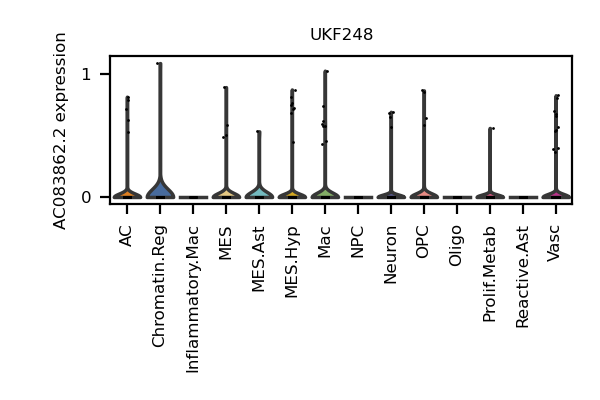 UKF248
AC083862.2 expression
1
0
AC
Chromatin.Reg
Inflammatory.Mac
MES
MES.Ast
MES.Hyp
Mac
NPC
Neuron
OPC
Oligo
Prolif.Metab
Reactive.Ast
Vasc